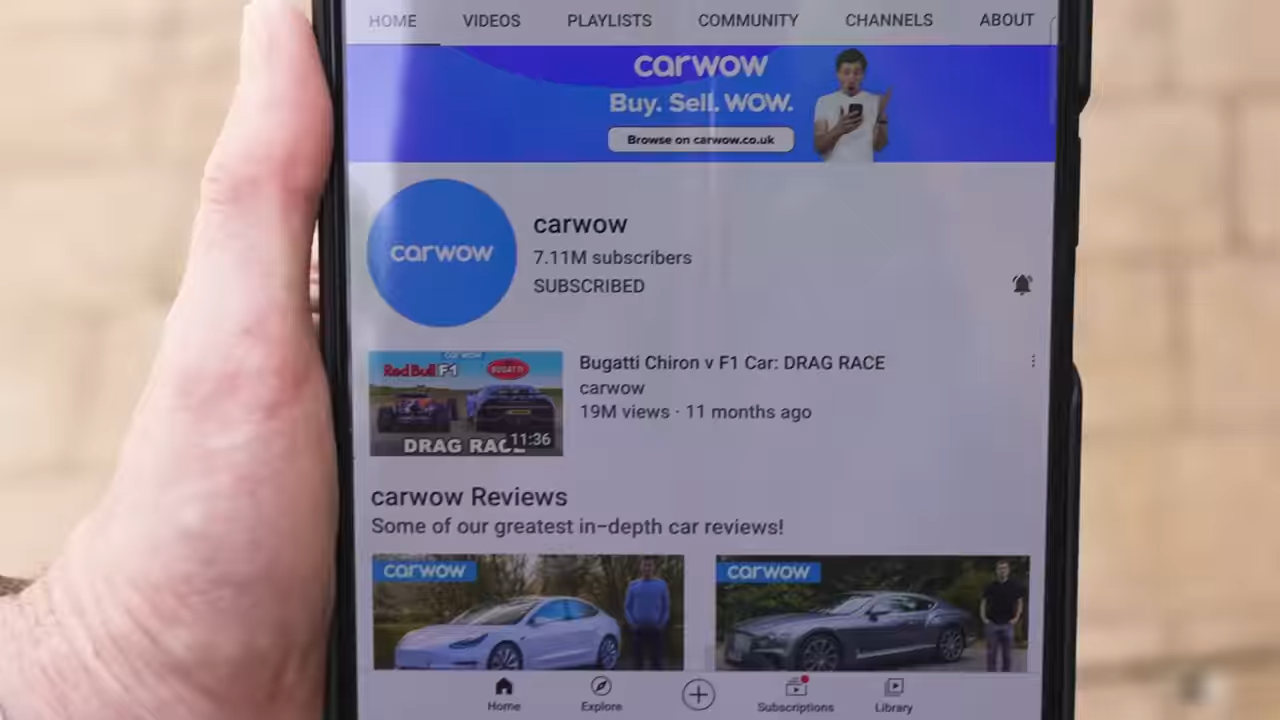 HOME VIDEOS PLAYLISTS COMMUNITY CHANNELS ABOUT
carwow
Buy. Sell. WOW.
Browse on carwow.co.uk
carwow
carwow
7.11M subscribers
SUBSCRIBED
carwow
Red Bull F1
BUGATTI
DRAG RACE
11:36
Bugatti Chiron v F1 Car: DRAG RACE
carwow
19M views · 11 months ago
carwow Reviews
Some of our greatest in-depth car reviews!
carwow
carwow
Home Explore Subscriptions Library